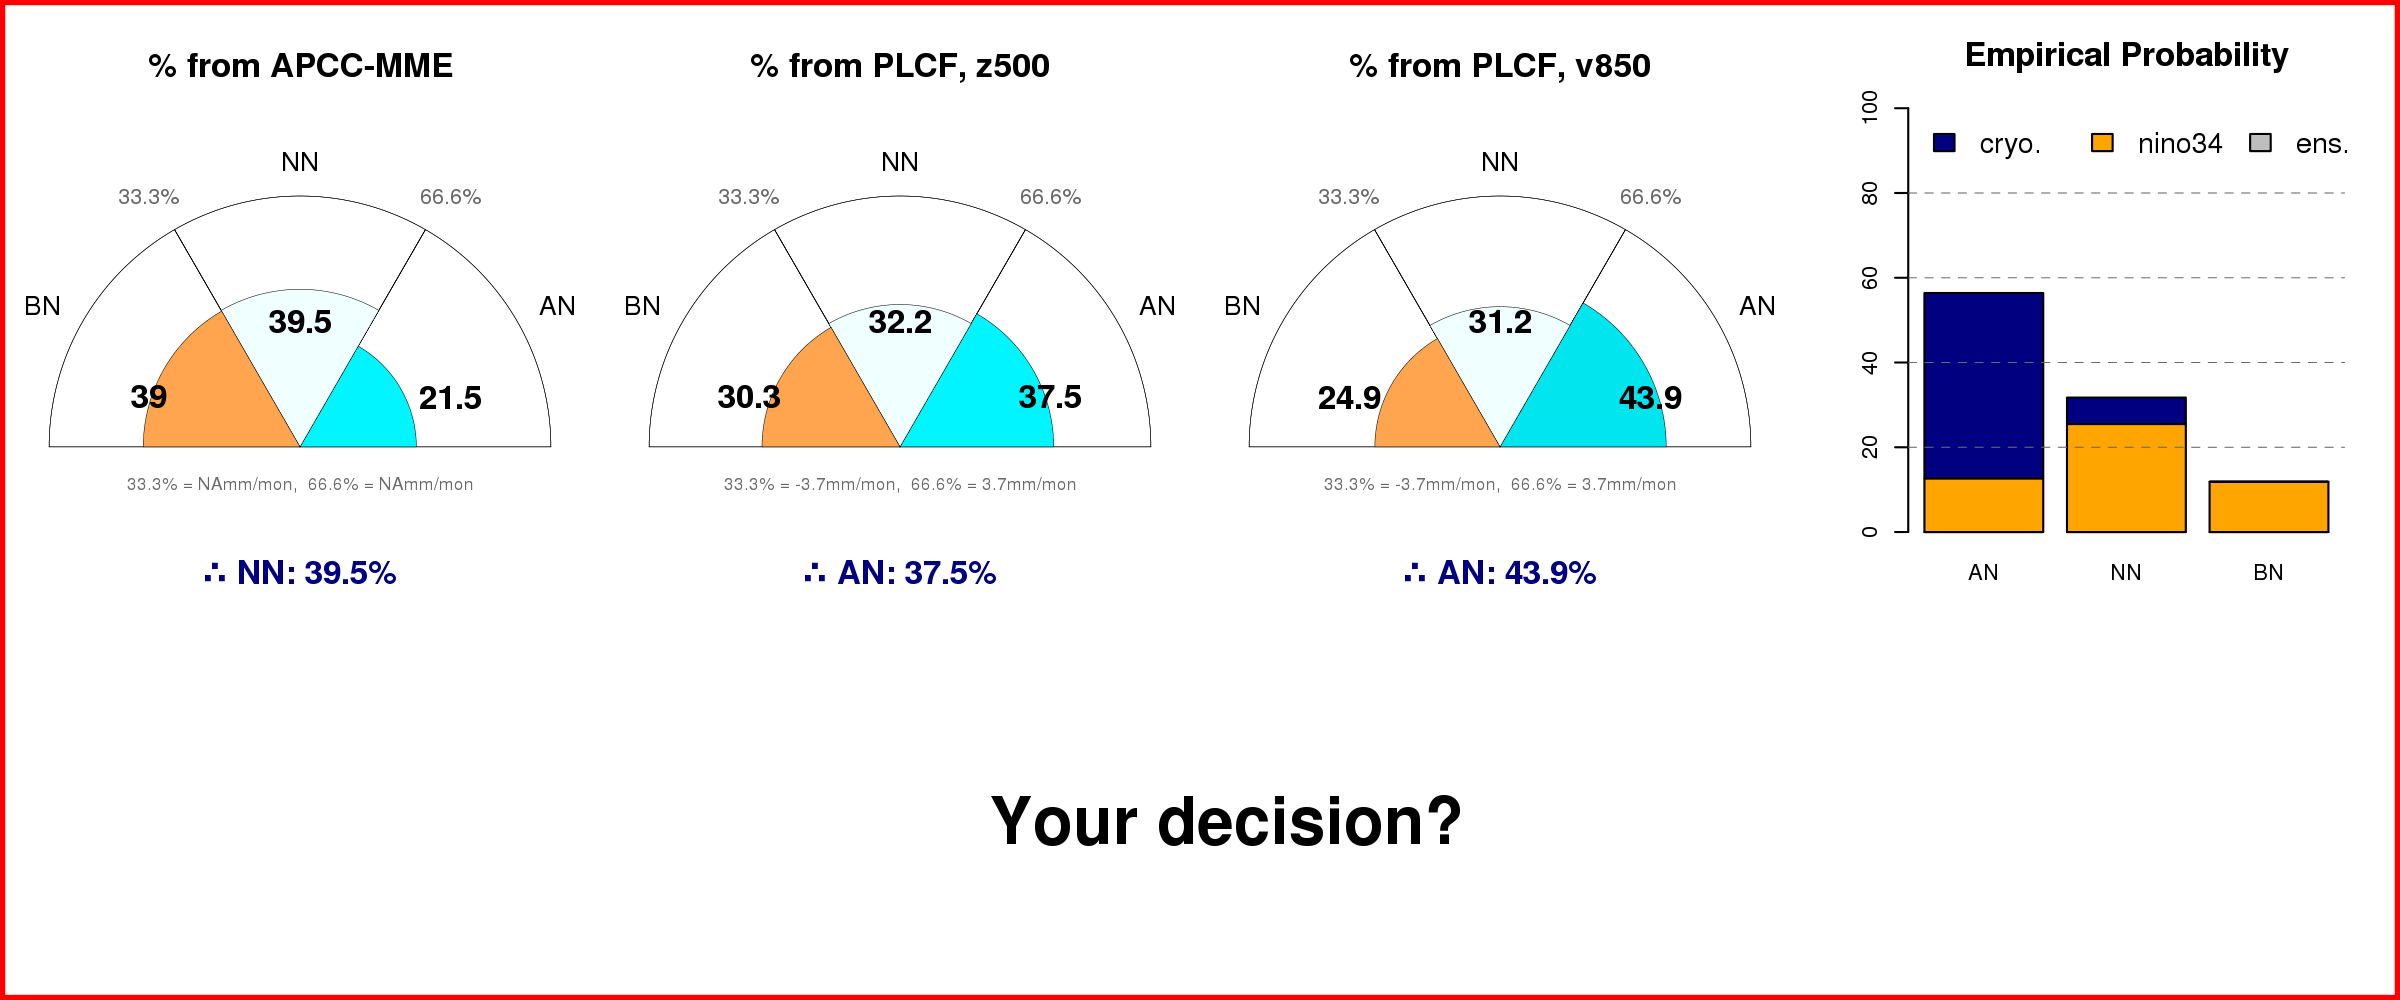 % from APCC-MME
NN
33.3%
66.6%
BN
AN
39.5
39
21.5
33.3% = NAmm/mon, 66.6% = NAmm/mon
∴ NN: 39.5%
% from PLCF, z500
NN
33.3%
66.6%
BN
AN
32.2
30.3
37.5
33.3% = -3.7mm/mon, 66.6% = 3.7mm/mon
∴ AN: 37.5%
% from PLCF, v850
NN
33.3%
66.6%
BN
AN
31.2
24.9
43.9
33.3% = -3.7mm/mon, 66.6% = 3.7mm/mon
∴ AN: 43.9%
Empirical Probability
cryo. nino34 ens.
100
80
60
40
20
0
AN NN BN
Your decision?